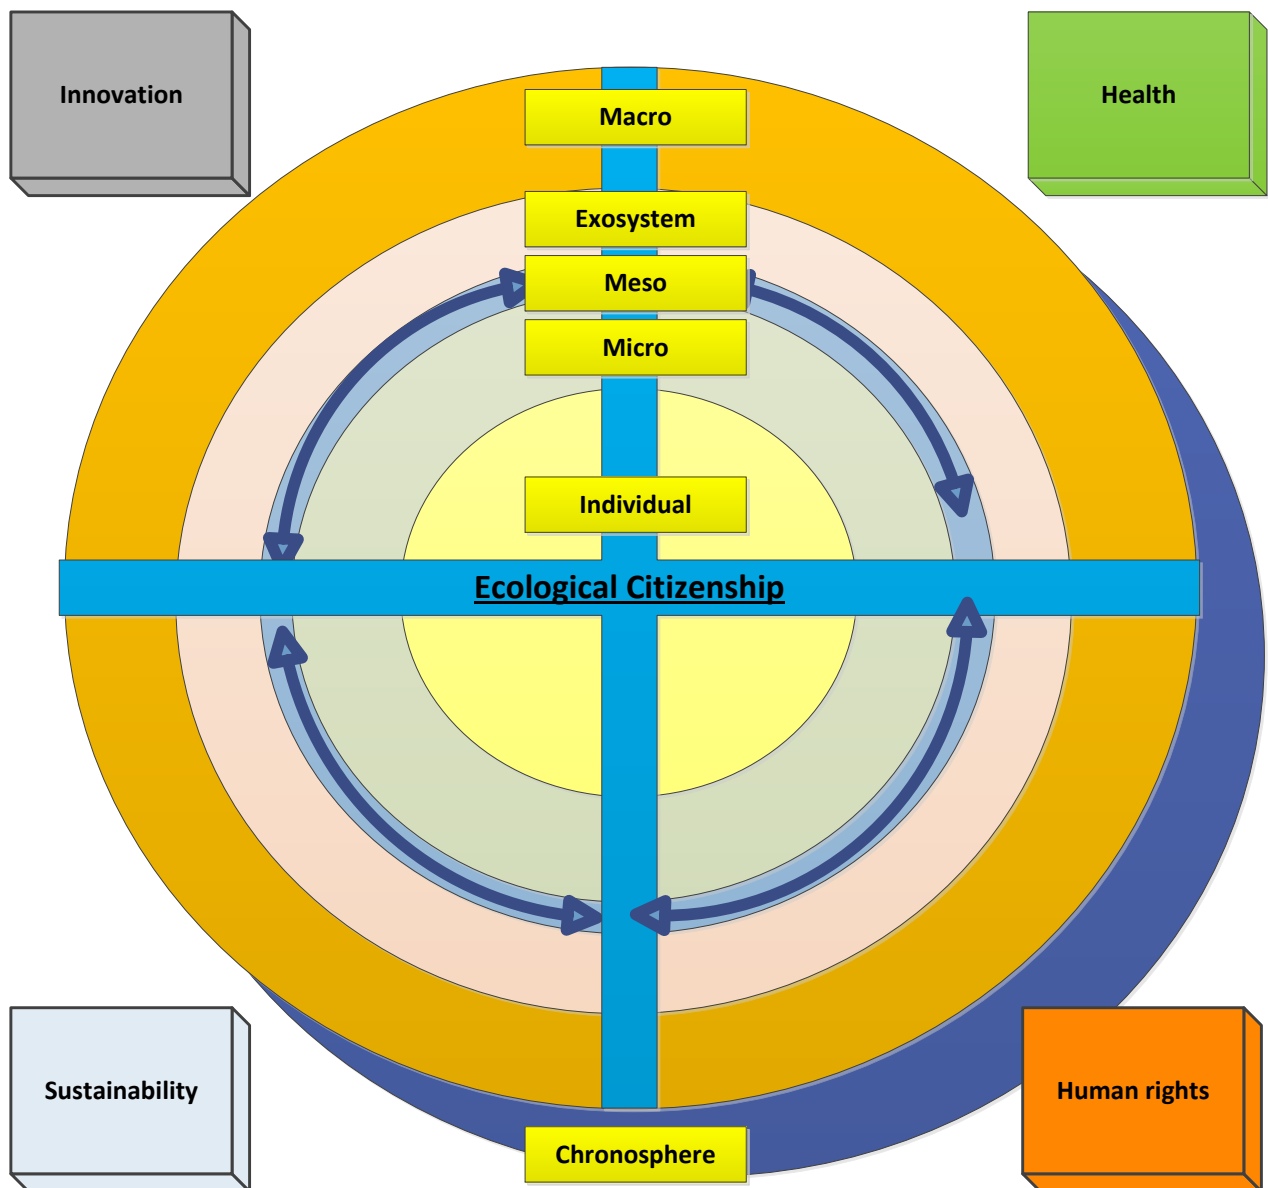 Innovation
Health
Macro
Exosystem
Meso
Micro
Individual
Ecological Citizenship
Sustainability
Human rights
Chronosphere